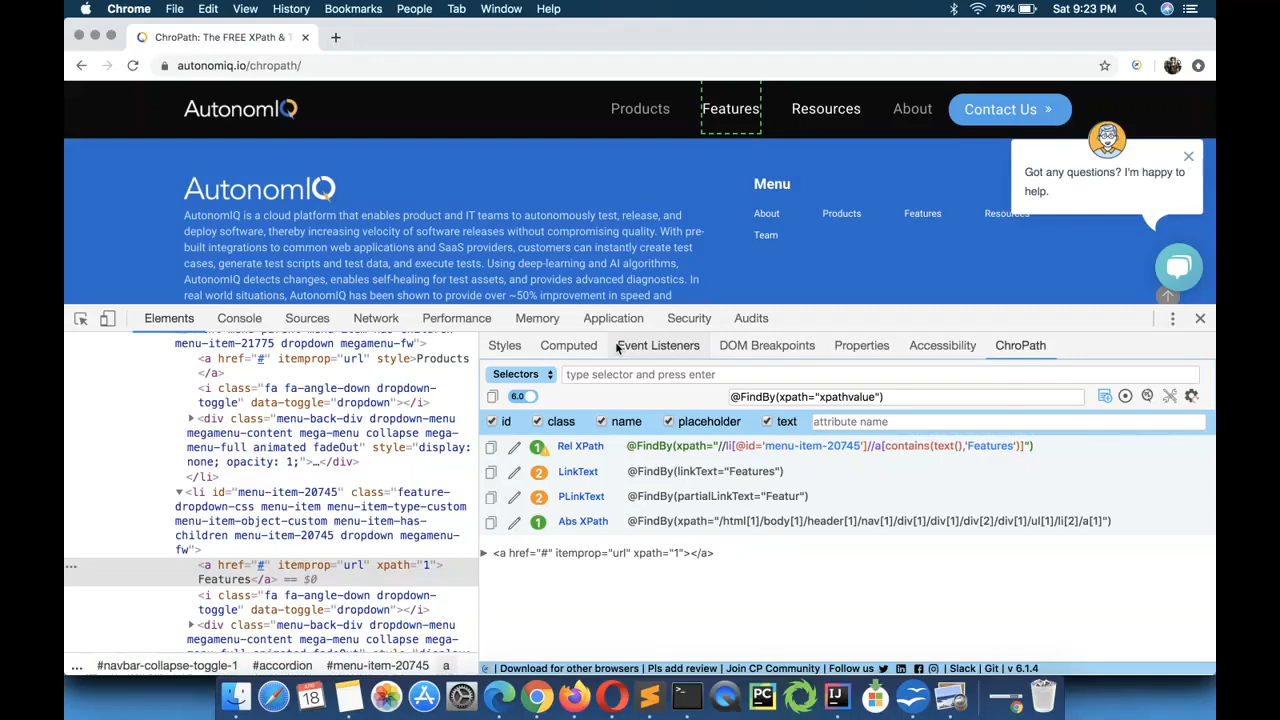 Chrome File Edit View History Bookmarks People Tab Window Help 79% Sat 9:23 PM
ChroPath: The FREE XPath & T
autonomiq.io/chropath/
AutonomIQ Products Features Resources About Contact Us »
Got any questions? I'm happy to
help.
AutonomIQ
Menu
AutonomIQ is a cloud platform that enables product and IT teams to autonomously test, release, and
deploy software, thereby increasing velocity of software releases without compromising quality. With pre-
built integrations to common web applications and SaaS providers, customers can instantly create test
cases, generate test scripts and test data, and execute tests. Using deep-learning and AI algorithms,
AutonomIQ detects changes, enables self-healing for test assets, and provides advanced diagnostics. In
real world situations, AutonomIQ has been shown to provide over ~50% improvement in speed and
About Products Features Resources
Team
Elements Console Sources Network Performance Memory Application Security Audits
megamenu-content mega-menu collapse mega-
class="feature-
menu-item-21775 dropdown megamenu-fw">
<a href="#" itemprop="url" style>Products
</a>
<i class="fa fa-angle-down dropdown-
toggle" data-toggle="dropdown"></i>
<div class="menu-back-div dropdown-menu
megamenu-content mega-menu collapse mega-
menu-full animated fadeOut" style="display:
none; opacity: 1;">…</div>
</li>
<li id="menu-item-20745" class="feature-
dropdown-css menu-item menu-item-type-custom
menu-item-object-custom menu-item-has-
children menu-item-20745 dropdown megamenu-
fw">
... <a href="#" itemprop="url" xpath="1">
Features</a> == $0
<i class="fa fa-angle-down dropdown-
toggle" data-toggle="dropdown"></i>
<div class="menu-back-div dropdown-menu
megamenu-content mega-menu collapse mega-
... #navbar-collapse-toggle-1 #accordion #menu-item-20745 a
Styles Computed Event Listeners DOM Breakpoints Properties Accessibility ChroPath
Selectors type selector and press enter
6.0 @FindBy(xpath="xpathvalue")
id class name placeholder text attribute name
1 Rel XPath @FindBy(xpath="//li[@id='menu-item-20745']//a[contains(text(),'Features')]")
2 LinkText @FindBy(linkText="Features")
2 PLinkText @FindBy(partialLinkText="Featur")
1 Abs XPath @FindBy(xpath="/html[1]/body[1]/header[1]/nav[1]/div[1]/div[1]/div[2]/div[1]/ul[1]/li[2]/a[1]")
<a href="#" itemprop="url" xpath="1"></a>
Download for other browsers | Pls add review | Join CP Community | Follow us | Slack | Git | v 6.1.4
APR
18
PC
IJ